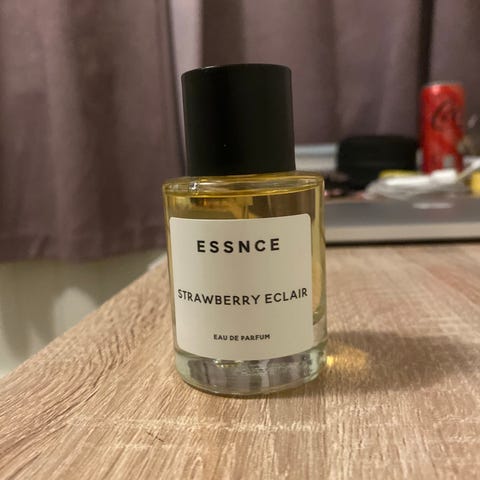 ESSNCE
STRAWBERRY ECLAIR
EAU DE PARFUM